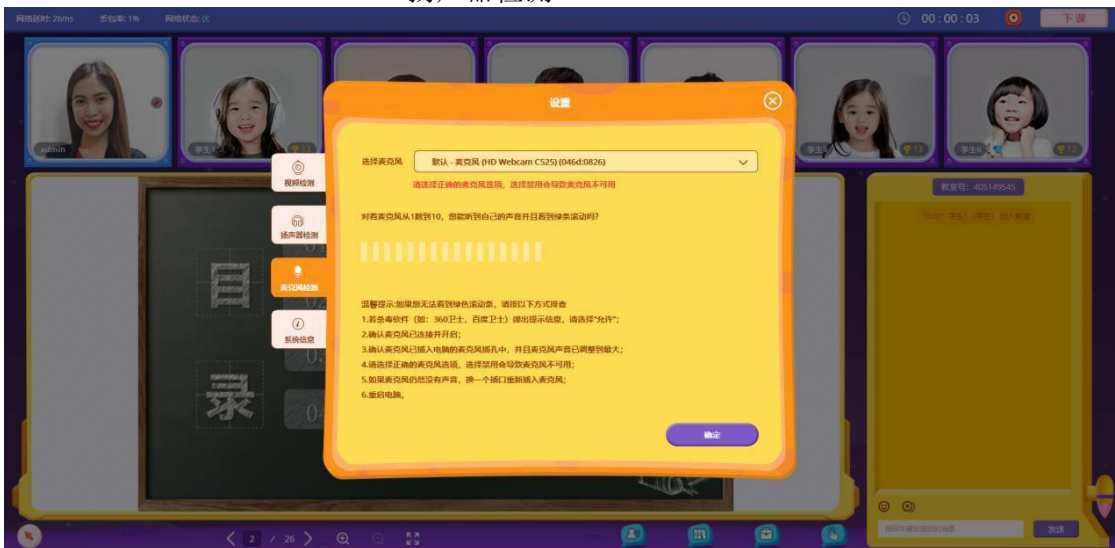 网络延时: 26ms 丢包率: 1% 网络状态: 优
00:00:03
下课
设置
admin
学生1
13
学生5
13
学生6
12
选择麦克风
默认 - 麦克风 (HD Webcam C525) (046d:0826)
请选择正确的麦克风选项，选择禁用会导致麦克风不可用
视频检测
扬声器检测
麦克风检测
系统信息
对着麦克风从1数到10，您能听到自己的声音并且看到绿条滚动吗?
温馨提示:如果您无法看到绿色滚动条，请按以下方式排查
1.若杀毒软件（如：360卫士，百度卫士）弹出提示信息，请选择“允许”;
2.确认麦克风已连接并开启;
3.确认麦克风已插入电脑的麦克风插孔中，并且麦克风声音已调整到最大;
4.请选择正确的麦克风选项，选择禁用会导致麦克风不可用;
5.如果麦克风仍然没有声音，换一个插口重新插入麦克风;
6.重启电脑。
确定
目
录
02
04
教室号: 405149545
发送
2 / 26